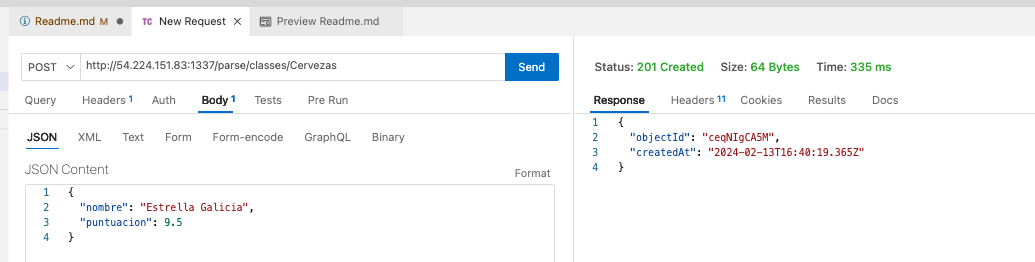 Readme.md M
TC New Request
Preview Readme.md
POST
http://54.224.151.83:1337/parse/classes/Cervezas
Send
Query Headers 1 Auth Body 1 Tests Pre Run
JSON XML Text Form Form-encode GraphQL Binary
JSON Content
Format
1 {
2 "nombre": "Estrella Galicia",
3 "puntuacion": 9.5
4 }
Status: 201 Created Size: 64 Bytes Time: 335 ms
Response Headers 11 Cookies Results Docs
1 {
2 "objectId": "ceqNIgCA5M",
3 "createdAt": "2024-02-13T16:40:19.365Z"
4 }